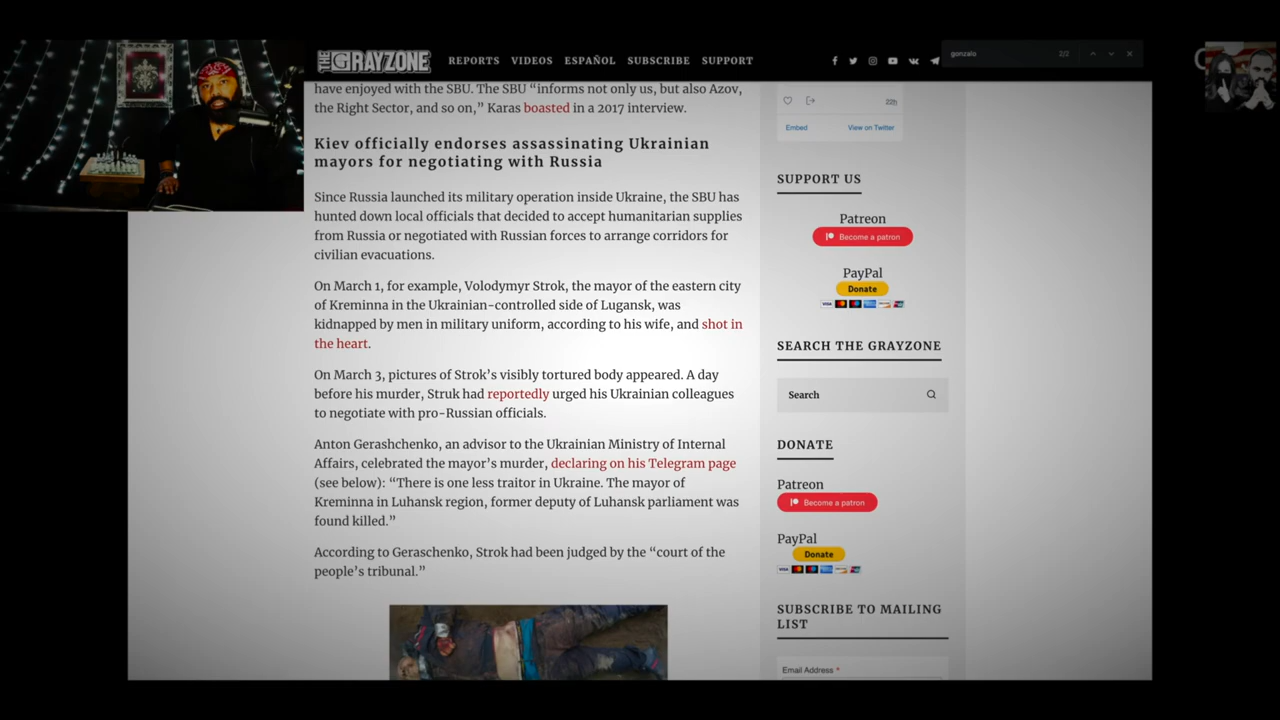 THE GRAYZONE
REPORTS VIDEOS ESPAÑOL SUBSCRIBE SUPPORT
gonzalo 2/2
have enjoyed with the SBU. The SBU “informs not only us, but also Azov,
the Right Sector, and so on,” Karas boasted in a 2017 interview.
Kiev officially endorses assassinating Ukrainian
mayors for negotiating with Russia
Since Russia launched its military operation inside Ukraine, the SBU has
hunted down local officials that decided to accept humanitarian supplies
from Russia or negotiated with Russian forces to arrange corridors for
civilian evacuations.
On March 1, for example, Volodymyr Strok, the mayor of the eastern city
of Kreminna in the Ukrainian-controlled side of Lugansk, was
kidnapped by men in military uniform, according to his wife, and shot in
the heart.
On March 3, pictures of Strok’s visibly tortured body appeared. A day
before his murder, Struk had reportedly urged his Ukrainian colleagues
to negotiate with pro-Russian officials.
Anton Gerashchenko, an advisor to the Ukrainian Ministry of Internal
Affairs, celebrated the mayor’s murder, declaring on his Telegram page
(see below): “There is one less traitor in Ukraine. The mayor of
Kreminna in Luhansk region, former deputy of Luhansk parliament was
found killed.”
According to Geraschenko, Strok had been judged by the “court of the
people’s tribunal.”
22h
Embed View on Twitter
SUPPORT US
Patreon
Become a patron
PayPal
Donate
VISA
SEARCH THE GRAYZONE
Search
DONATE
Patreon
Become a patron
PayPal
Donate
VISA
SUBSCRIBE TO MAILING
LIST
Email Address *